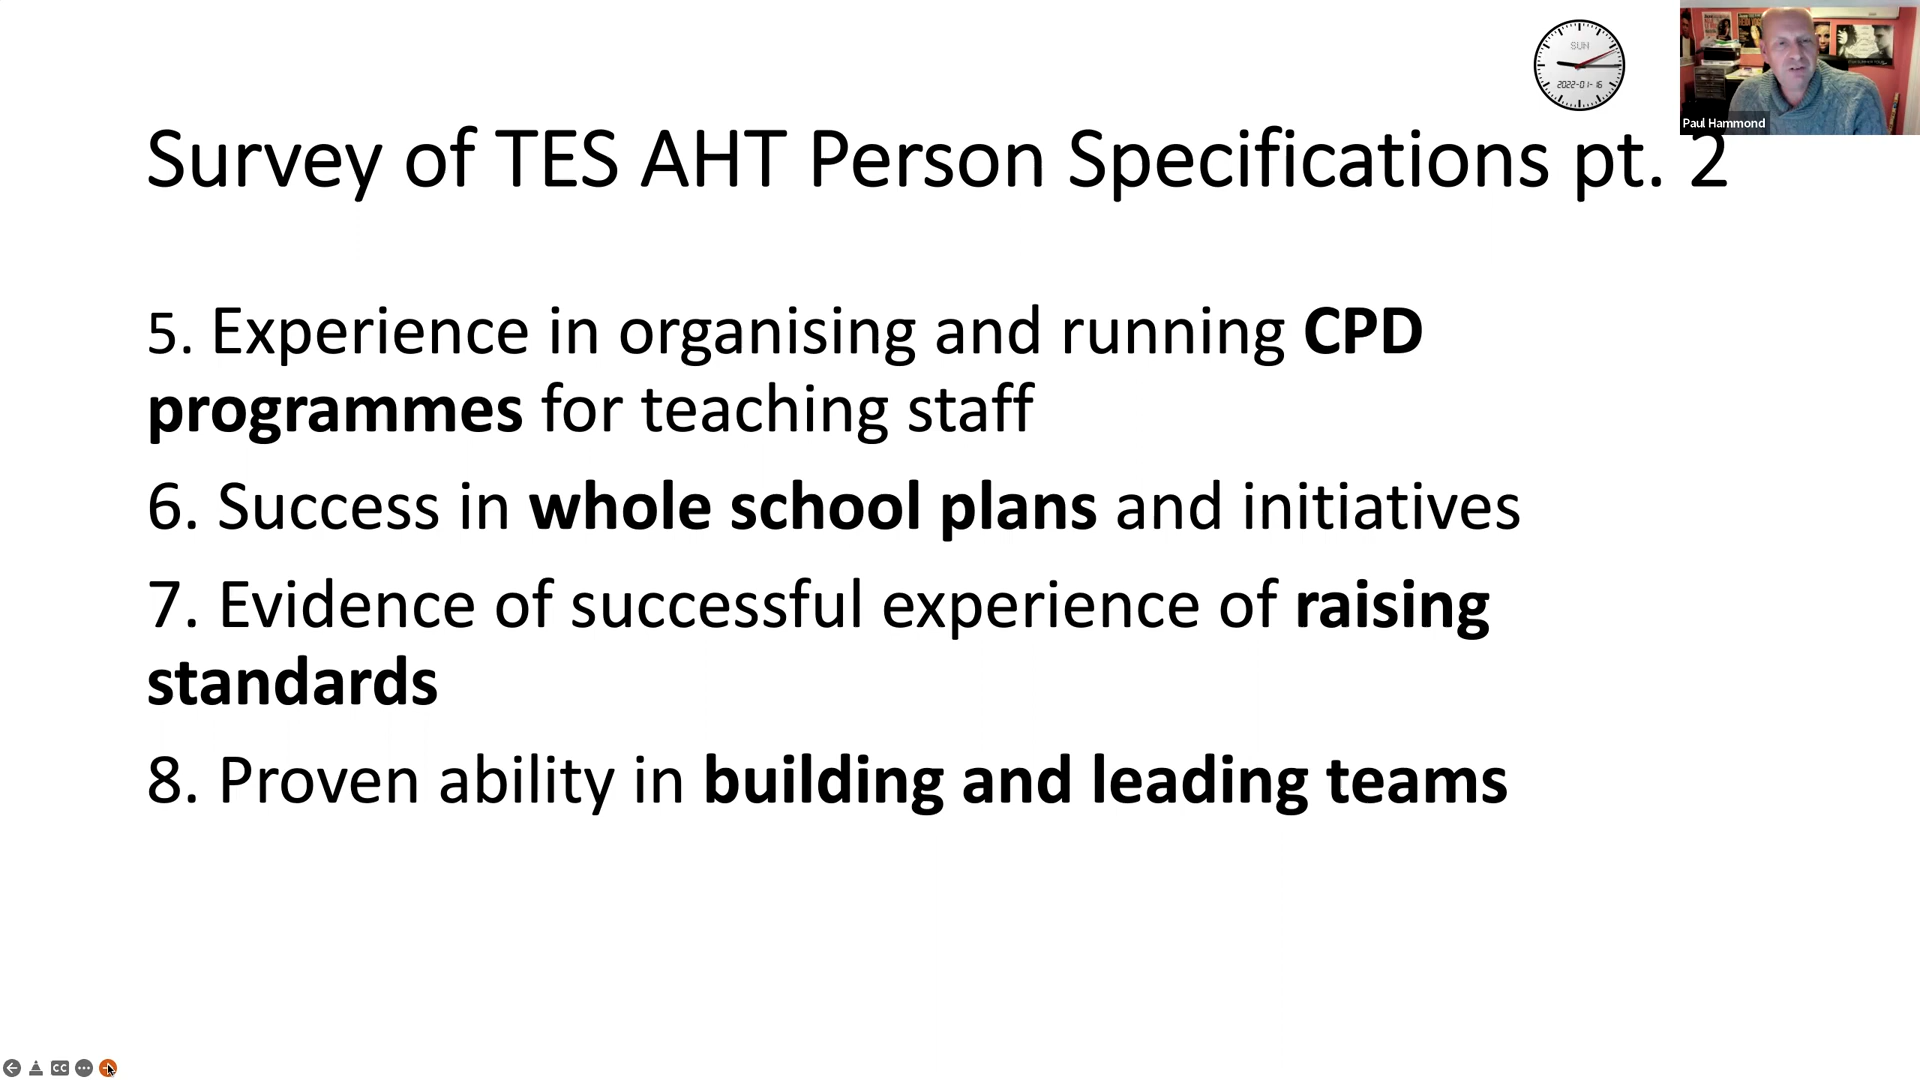 SUN
2022-01-16
Paul Hammond
Survey of TES AHT Person Specifications pt. 2
5. Experience in organising and running CPD
programmes for teaching staff
6. Success in whole school plans and initiatives
7. Evidence of successful experience of raising
standards
8. Proven ability in building and leading teams
CC